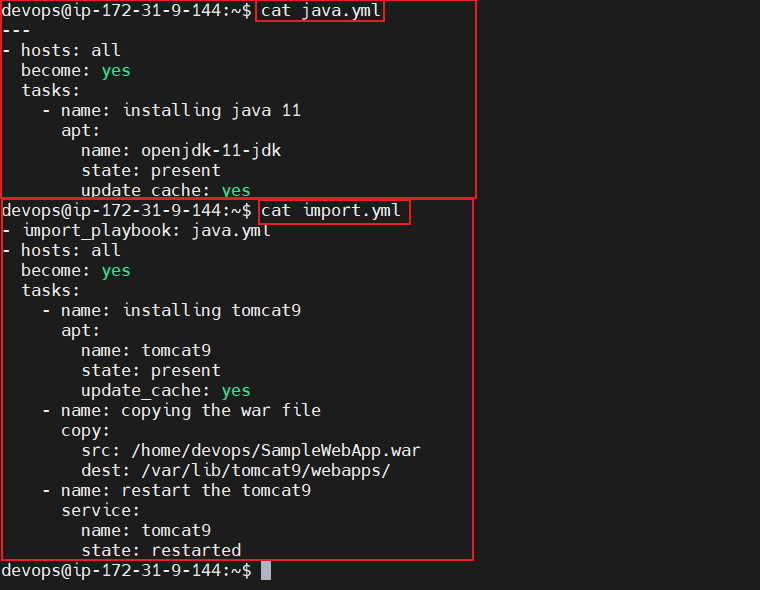 devops@ip-172-31-9-144:~$ cat java.yml
---
- hosts: all
  become: yes
  tasks:
    - name: installing java 11
      apt:
        name: openjdk-11-jdk
        state: present
        update_cache: yes
devops@ip-172-31-9-144:~$ cat import.yml
- import_playbook: java.yml
- hosts: all
  become: yes
  tasks:
    - name: installing tomcat9
      apt:
        name: tomcat9
        state: present
        update_cache: yes
    - name: copying the war file
      copy:
        src: /home/devops/SampleWebApp.war
        dest: /var/lib/tomcat9/webapps/
    - name: restart the tomcat9
      service:
        name: tomcat9
        state: restarted
devops@ip-172-31-9-144:~$